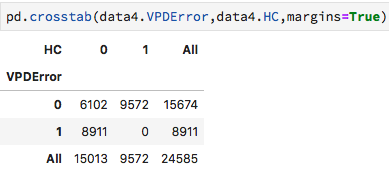 pd.crosstab(data4.VPDError,data4.HC,margins=True)
HC 0 1 All
VPDError
0 6102 9572 15674
1 8911 0 8911
All 15013 9572 24585